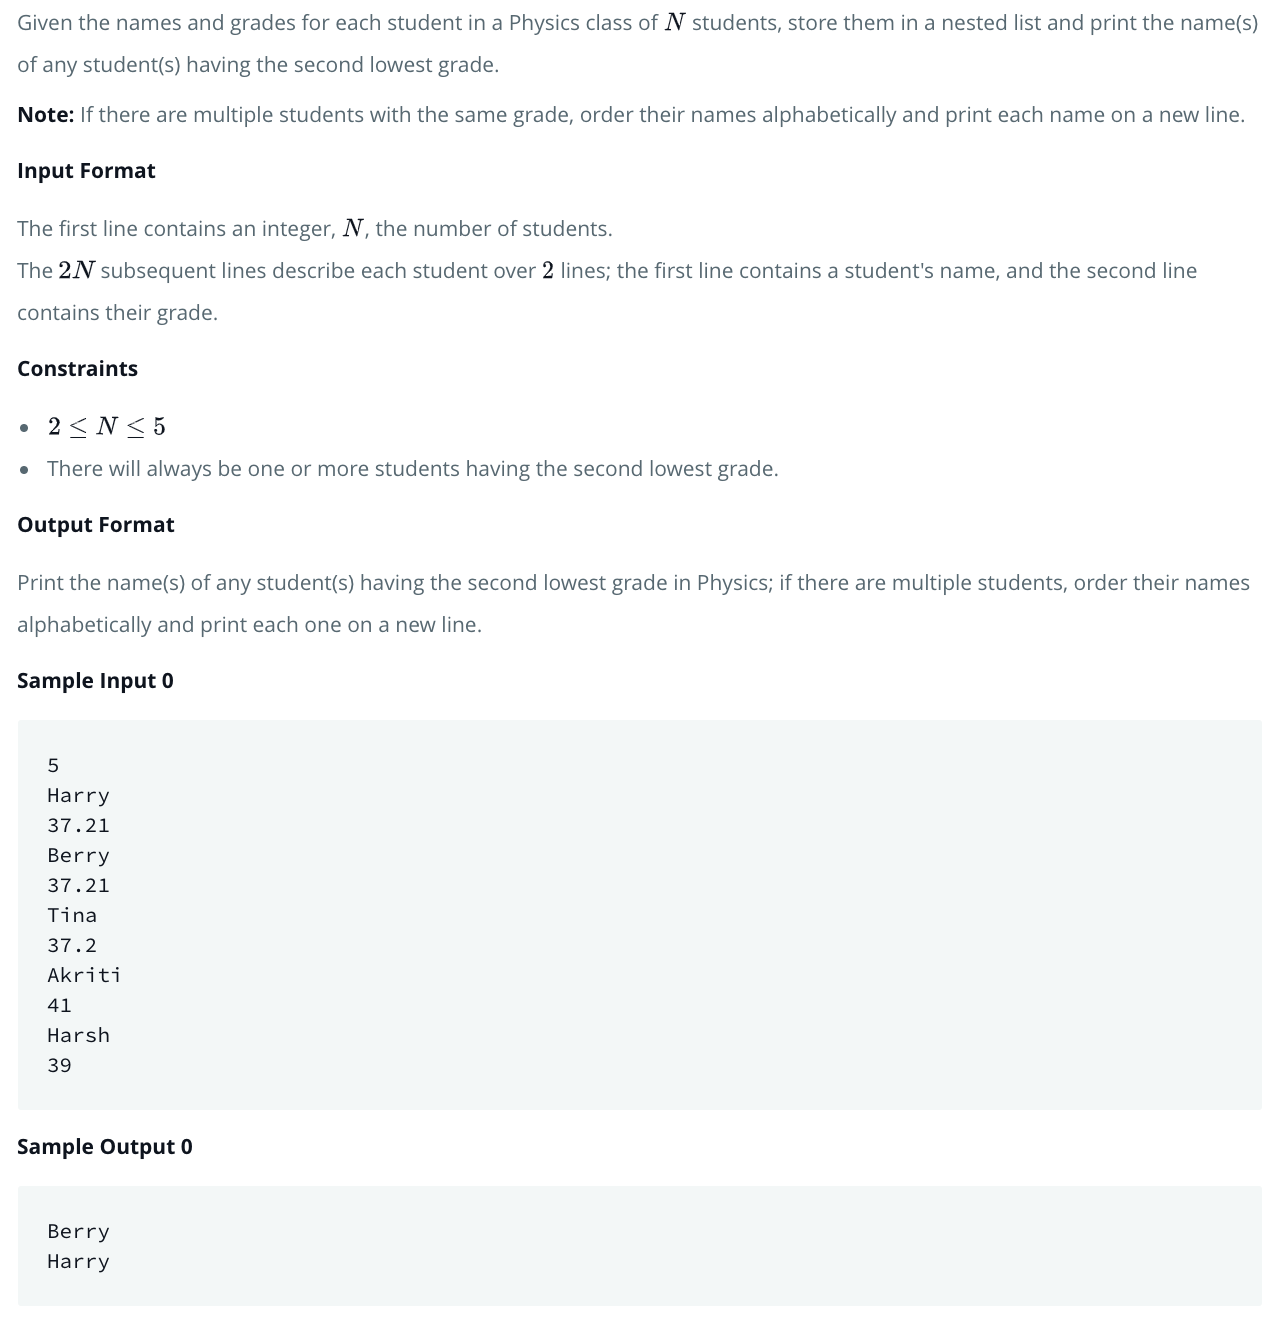 Given the names and grades for each student in a Physics class of N students, store them in a nested list and print the name(s)
of any student(s) having the second lowest grade.
Note: If there are multiple students with the same grade, order their names alphabetically and print each name on a new line.
Input Format
The first line contains an integer, N, the number of students.
The 2N subsequent lines describe each student over 2 lines; the first line contains a student's name, and the second line
contains their grade.
Constraints
• 2 ≤ N ≤ 5
• There will always be one or more students having the second lowest grade.
Output Format
Print the name(s) of any student(s) having the second lowest grade in Physics; if there are multiple students, order their names
alphabetically and print each one on a new line.
Sample Input 0
5
Harry
37.21
Berry
37.21
Tina
37.2
Akriti
41
Harsh
39
Sample Output 0
Berry
Harry